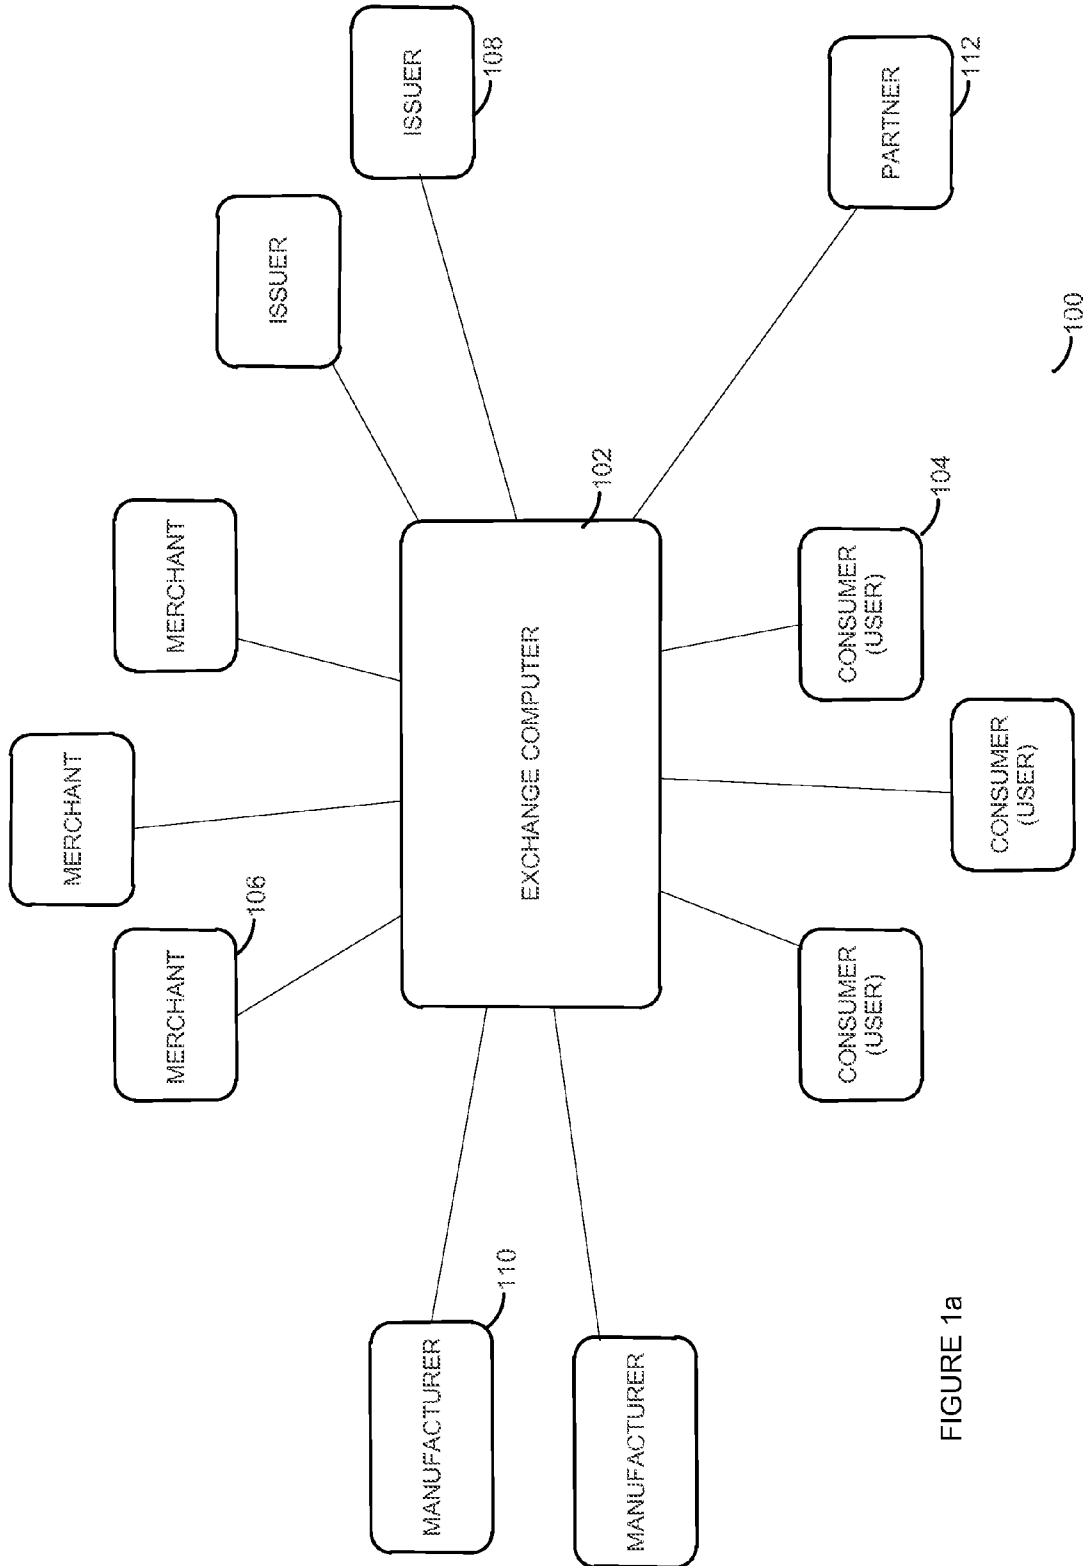 MERCHANT
MERCHANT
MERCHANT
106
ISSUER
ISSUER
108
MANUFACTURER
110
MANUFACTURER
EXCHANGE COMPUTER
102
PARTNER
112
CONSUMER
(USER)
CONSUMER
(USER)
104
CONSUMER
(USER)
100
FIGURE 1a